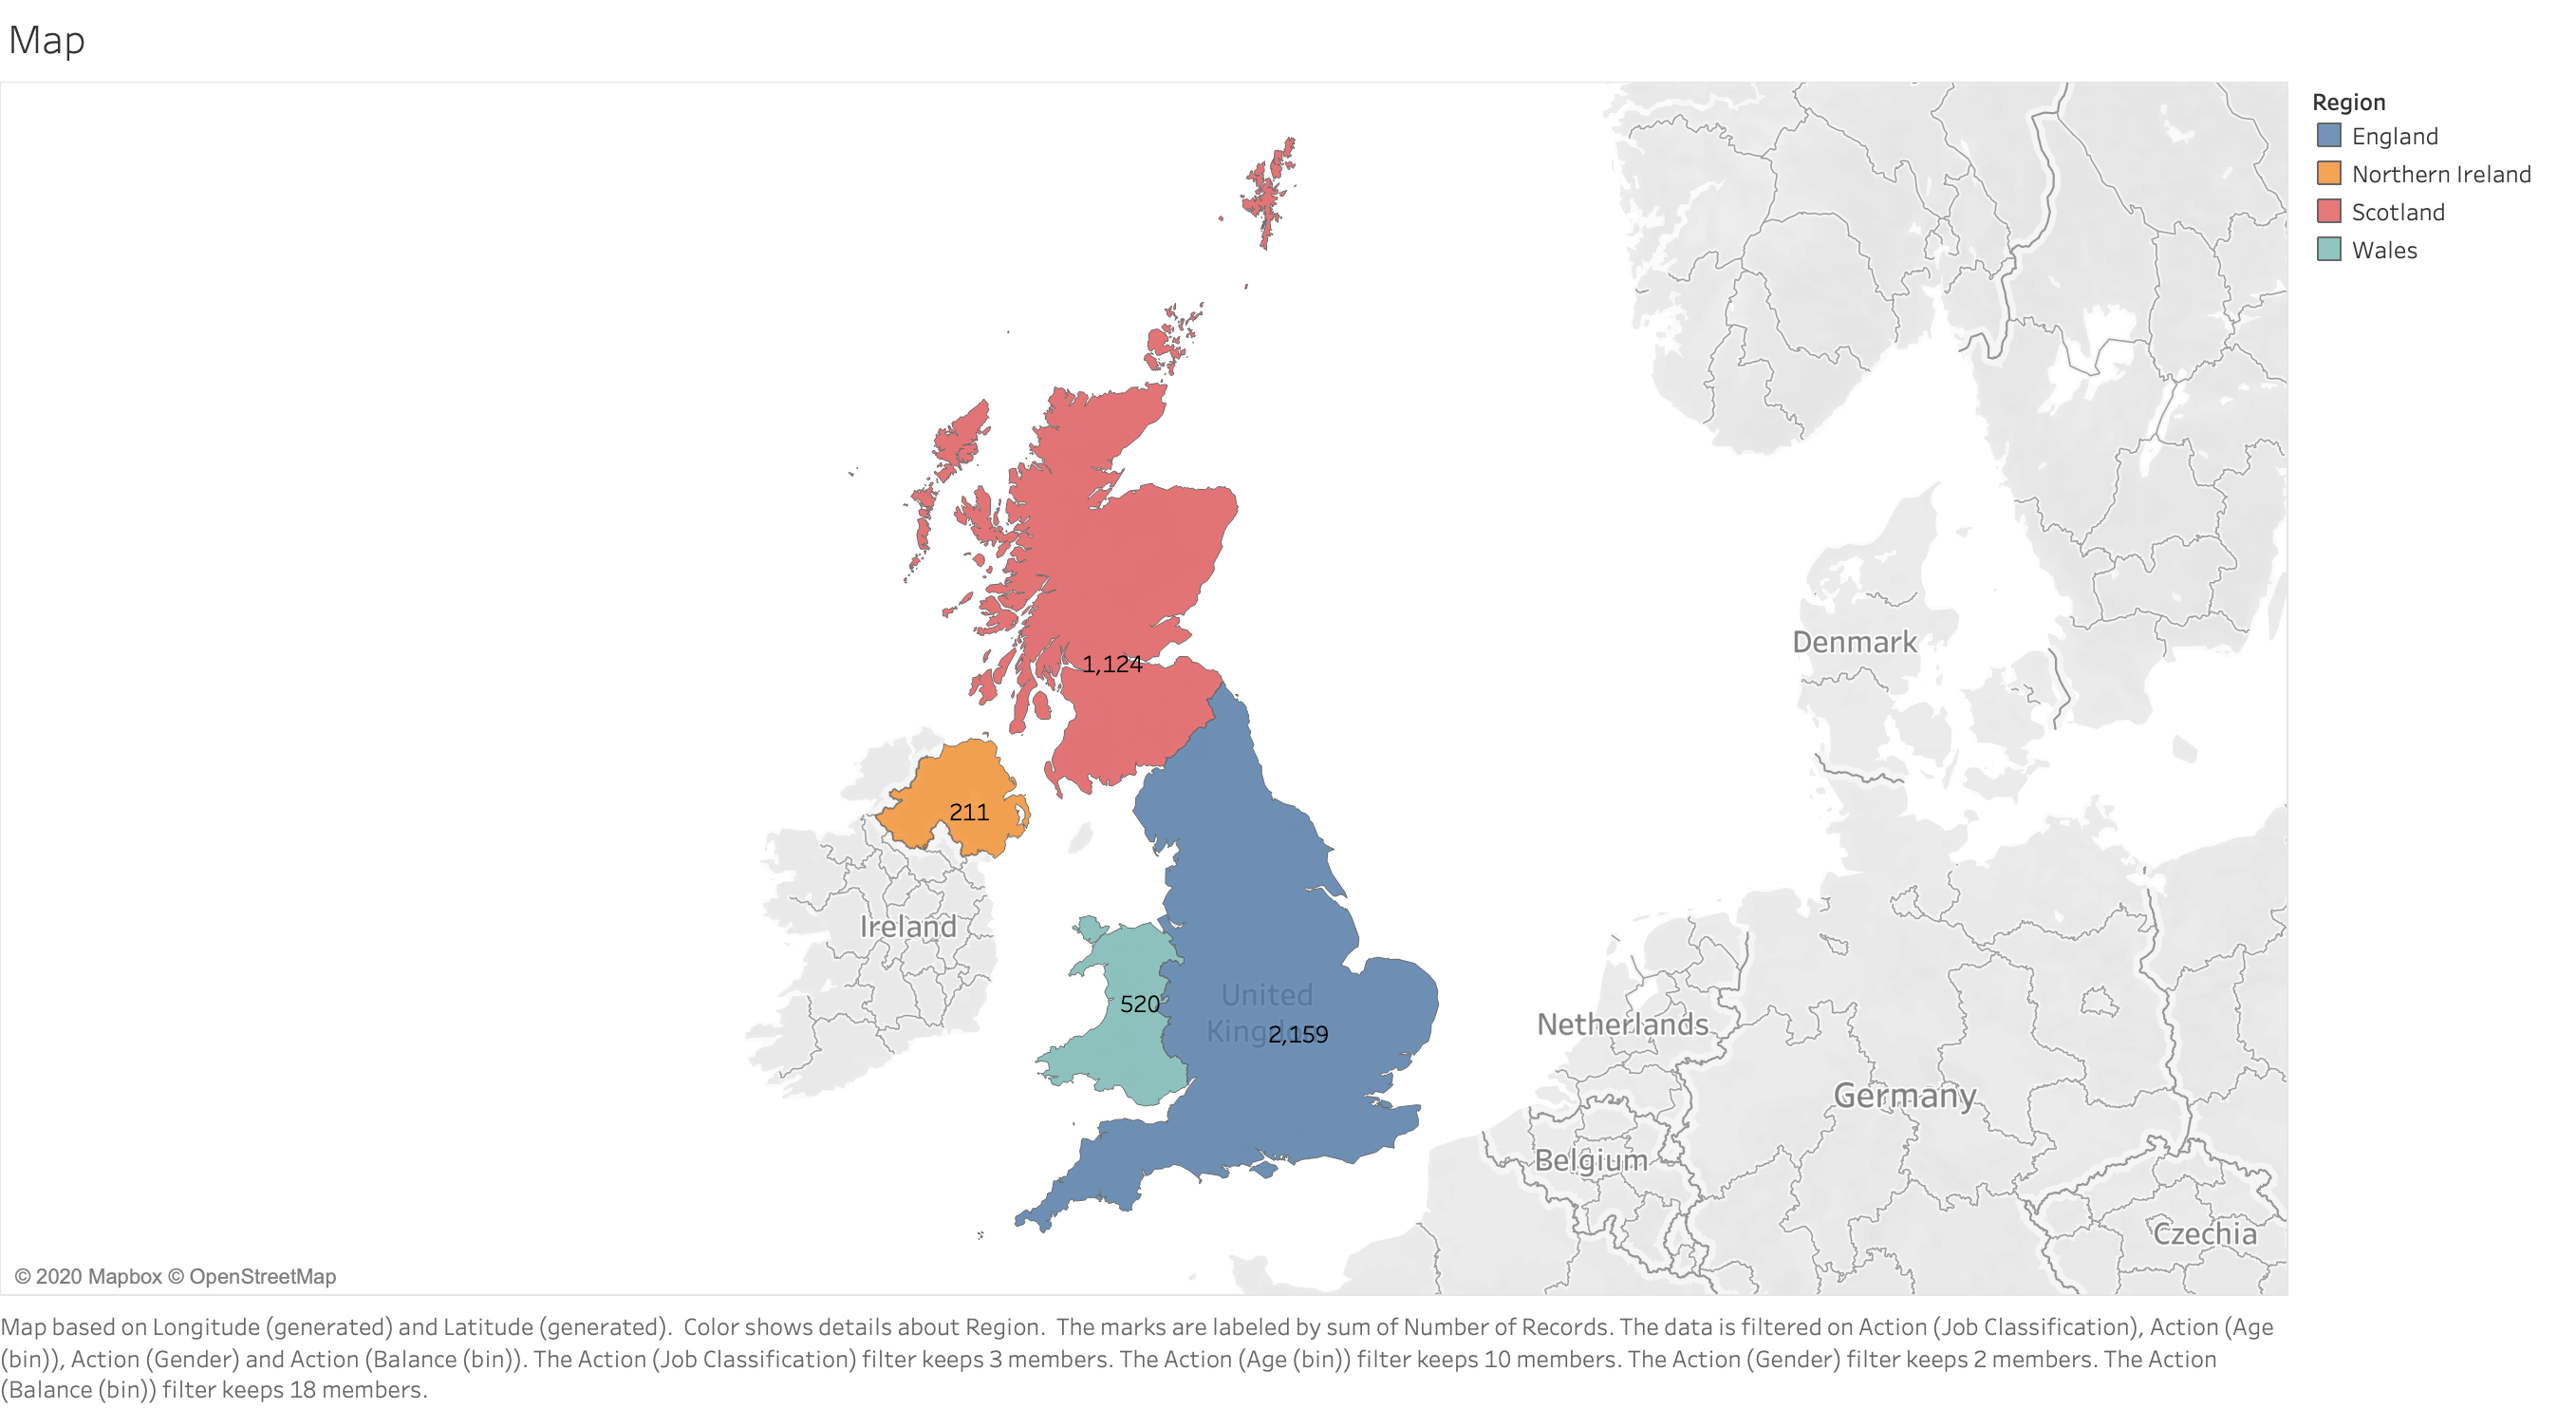 Map
Region
England
Northern Ireland
Scotland
Wales
Denmark
1,124
211
Ireland
520
United
2,159
Netherlands
Germany
Belgium
Czechia
© 2020 Mapbox © OpenStreetMap
Map based on Longitude (generated) and Latitude (generated).  Color shows details about Region.  The marks are labeled by sum of Number of Records. The data is filtered on Action (Job Classification), Action (Age
(bin)), Action (Gender) and Action (Balance (bin)). The Action (Job Classification) filter keeps 3 members. The Action (Age (bin)) filter keeps 10 members. The Action (Gender) filter keeps 2 members. The Action
(Balance (bin)) filter keeps 18 members.